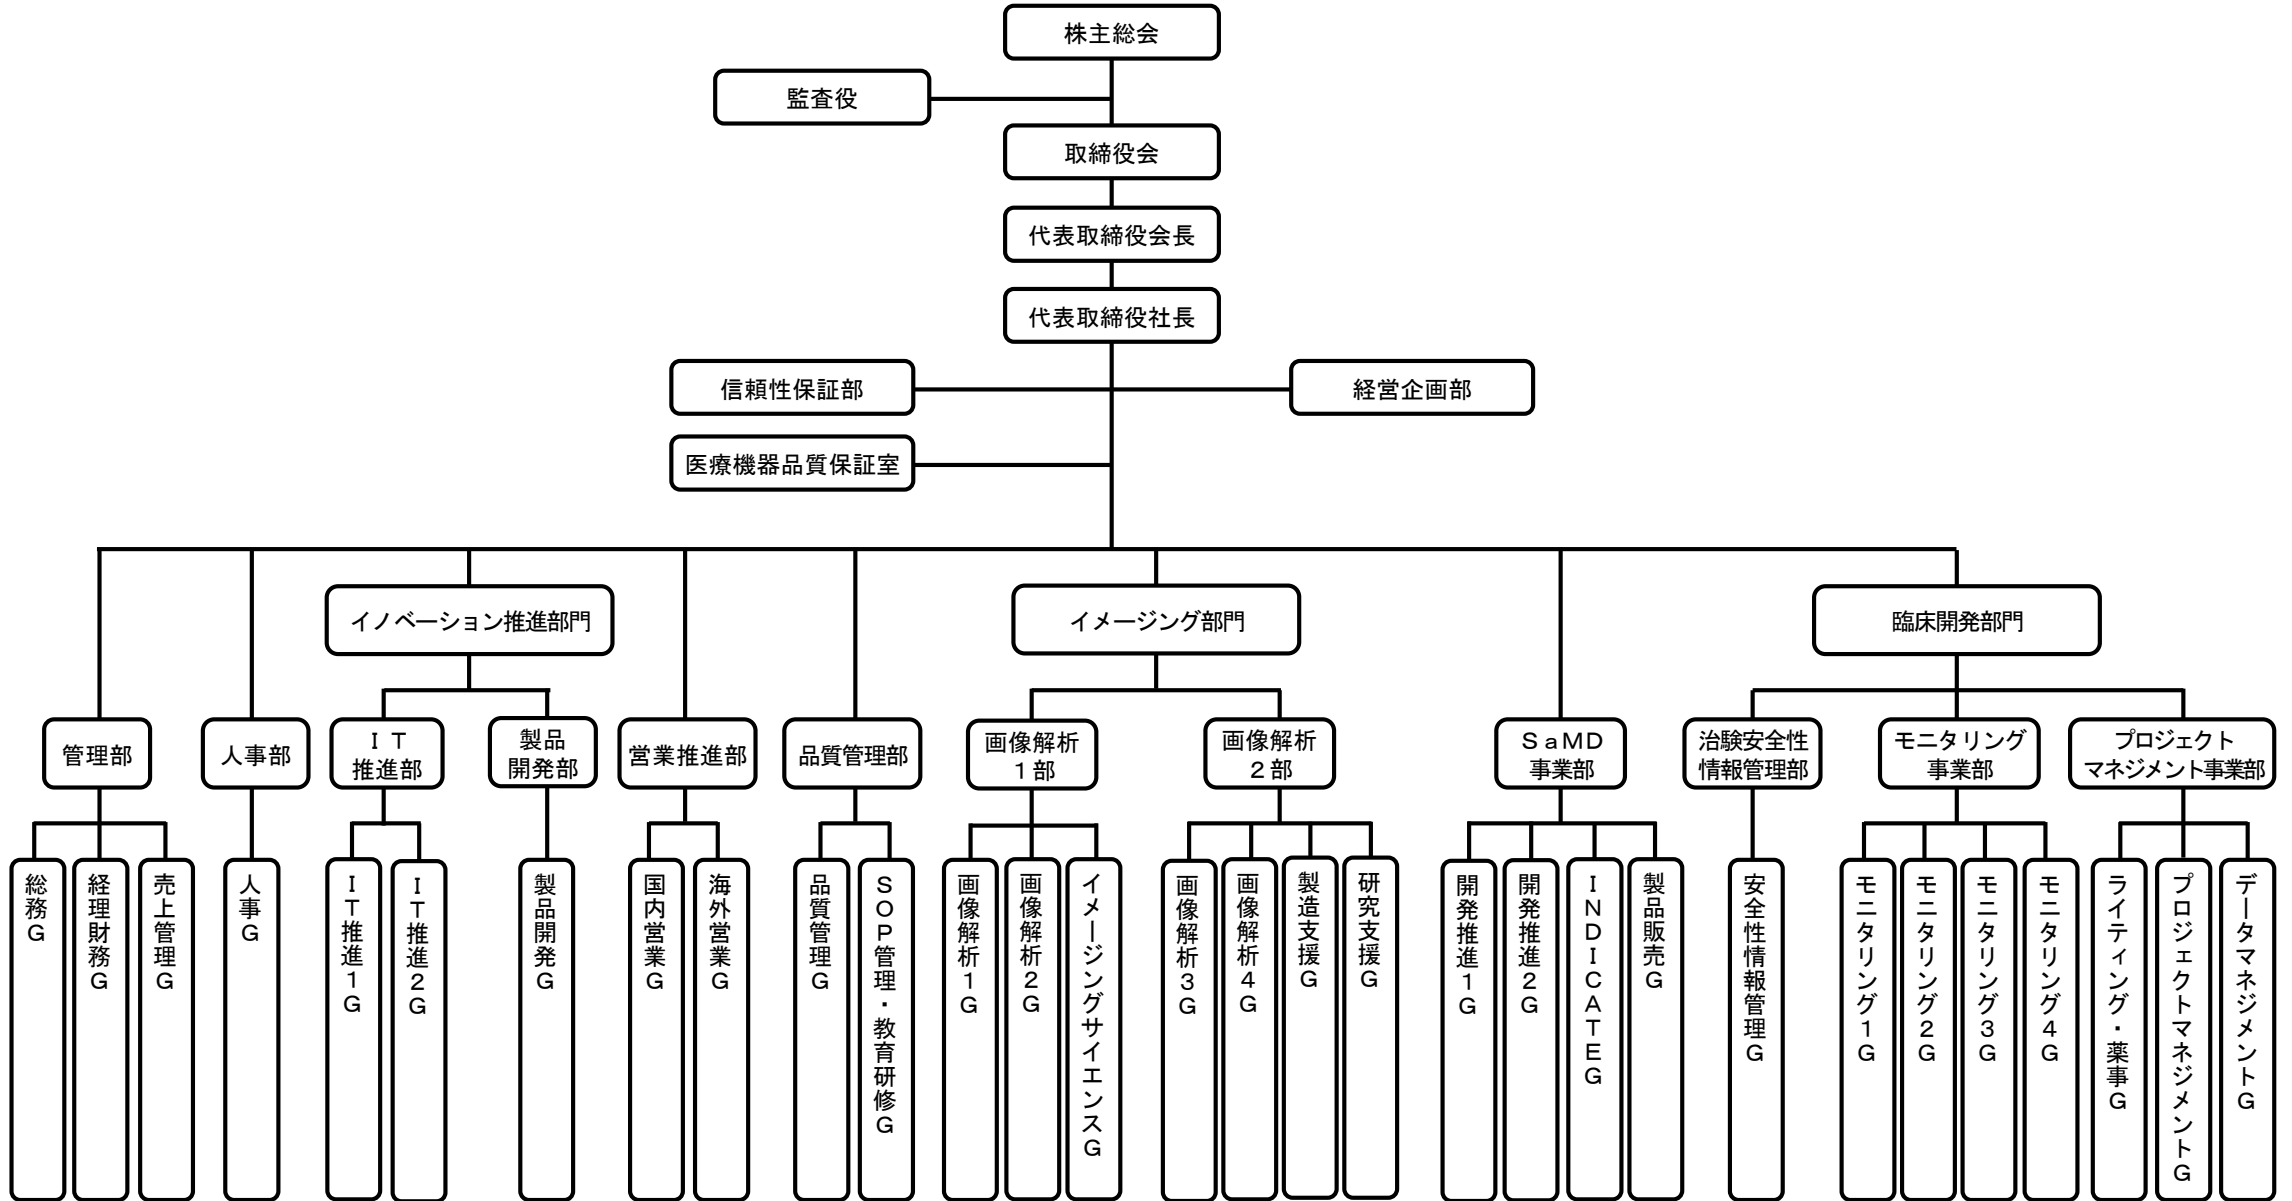 株主総会
監査役
取締役会
代表取締役会長
代表取締役社長
信頼性保証部
経営企画部
医療機器品質保証室
イノベーション推進部門
イメージング部門
臨床開発部門
管理部
人事部
ＩＴ
推進部
製品
開発部
営業推進部
品質管理部
画像解析
１部
画像解析
２部
ＳａＭＤ
事業部
治験安全性
情報管理部
モニタリング
事業部
プロジェクト
マネジメント事業部
総務Ｇ
経理財務Ｇ
売上管理Ｇ
人事Ｇ
ＩＴ推進１Ｇ
ＩＴ推進２Ｇ
製品開発Ｇ
国内営業Ｇ
海外営業Ｇ
品質管理Ｇ
ＳＯＰ管理・教育研修Ｇ
画像解析１Ｇ
画像解析２Ｇ
イメージングサイエンスＧ
画像解析３Ｇ
画像解析４Ｇ
製造支援Ｇ
研究支援Ｇ
開発推進１Ｇ
開発推進２Ｇ
ＩＮＤＩＣＡＴＥＧ
製品販売Ｇ
安全性情報管理Ｇ
モニタリング１Ｇ
モニタリング２Ｇ
モニタリング３Ｇ
モニタリング４Ｇ
ライティング・薬事Ｇ
プロジェクトマネジメントＧ
データマネジメントＧ